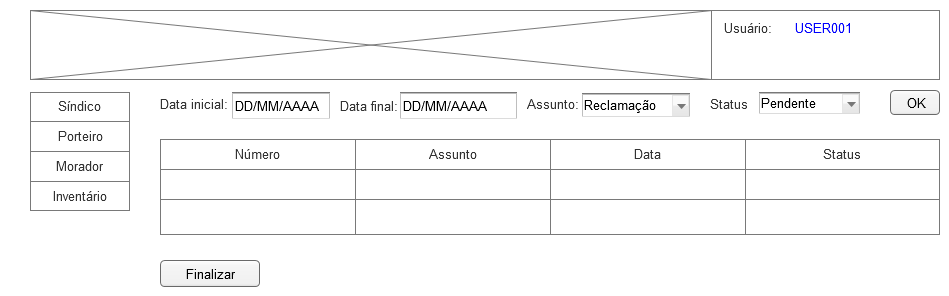 Usuário: USER001
Síndico
Porteiro
Morador
Inventário
Data inicial: DD/MM/AAAA Data final: DD/MM/AAAA Assunto: Reclamação Status Pendente OK
Número Assunto Data Status
Finalizar